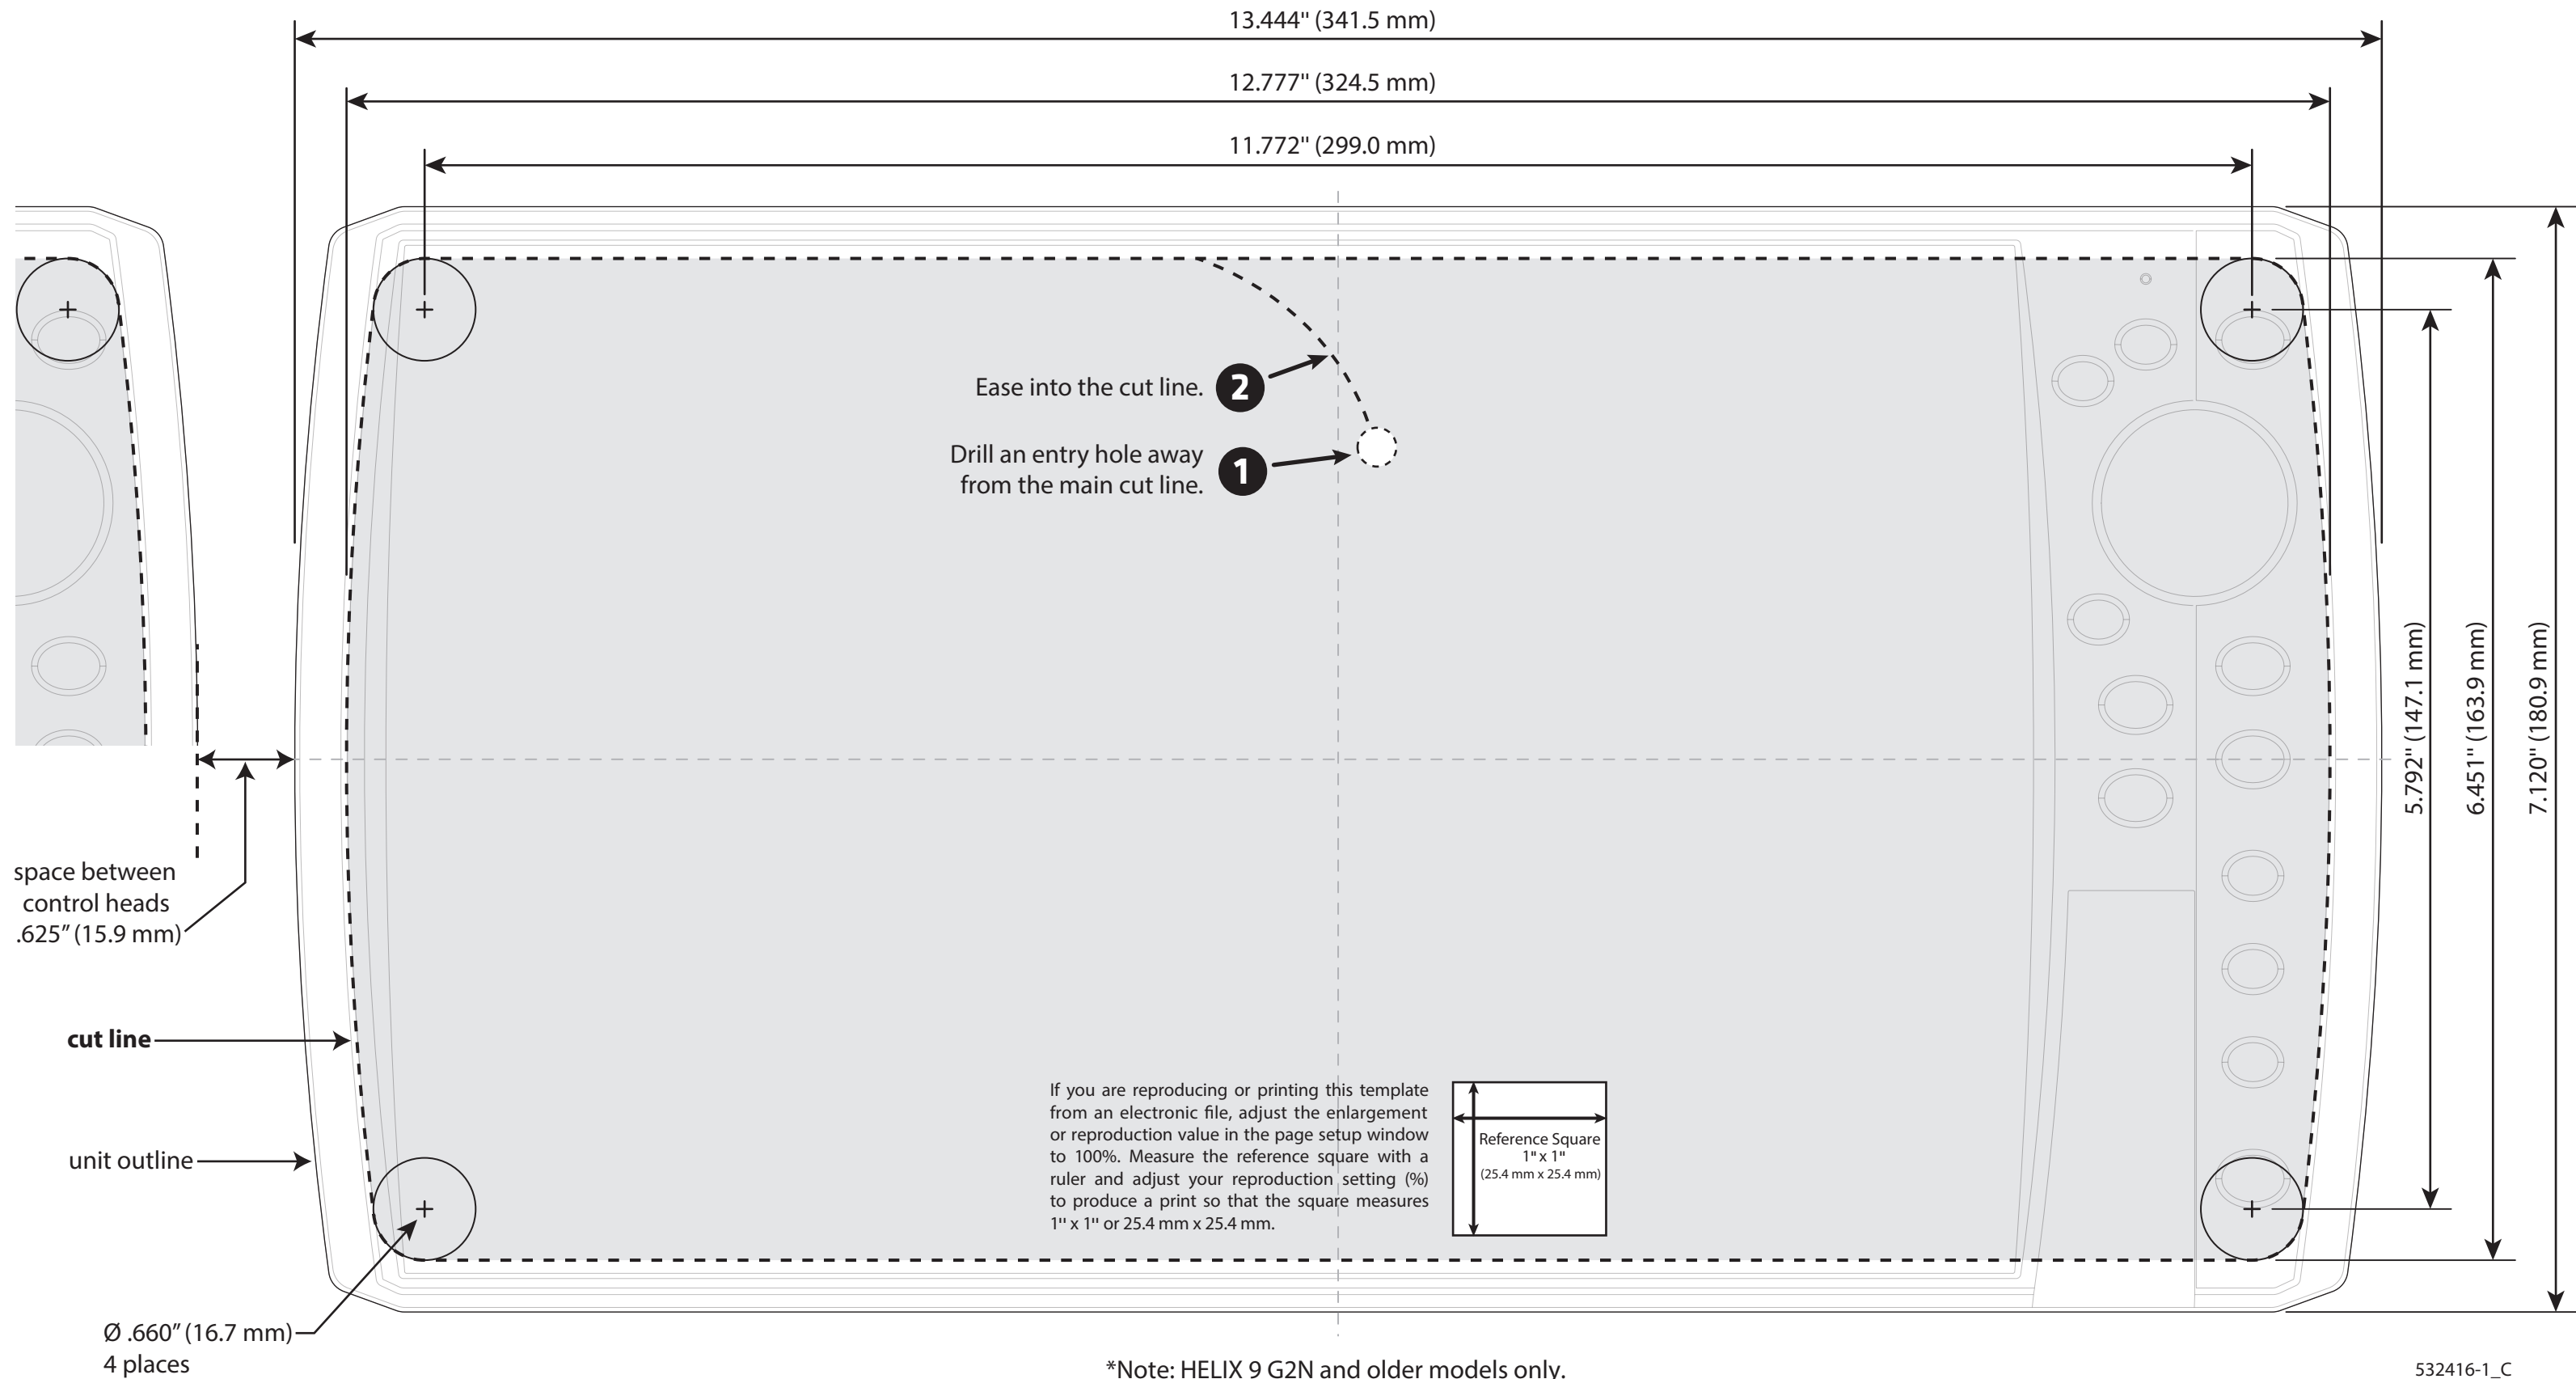 13.444" (341.5 mm)
12.777" (324.5 mm)
11.772" (299.0 mm)
Ease into the cut line. 2
Drill an entry hole away
from the main cut line.
1
5.792" (147.1 mm)
6.451" (163.9 mm)
7.120" (180.9 mm)
space between
control heads
.625” (15.9 mm)
cut line
unit outline
If you are reproducing or printing this template
from an electronic file, adjust the enlargement
or reproduction value in the page setup window
to 100%. Measure the reference square with a
ruler and adjust your reproduction setting (%)
to produce a print so that the square measures
1" x 1" or 25.4 mm x 25.4 mm.
Reference Square
1" x 1"
(25.4 mm x 25.4 mm)
Ø .660” (16.7 mm)
4 places
*Note: HELIX 9 G2N and older models only.
532416-1_C